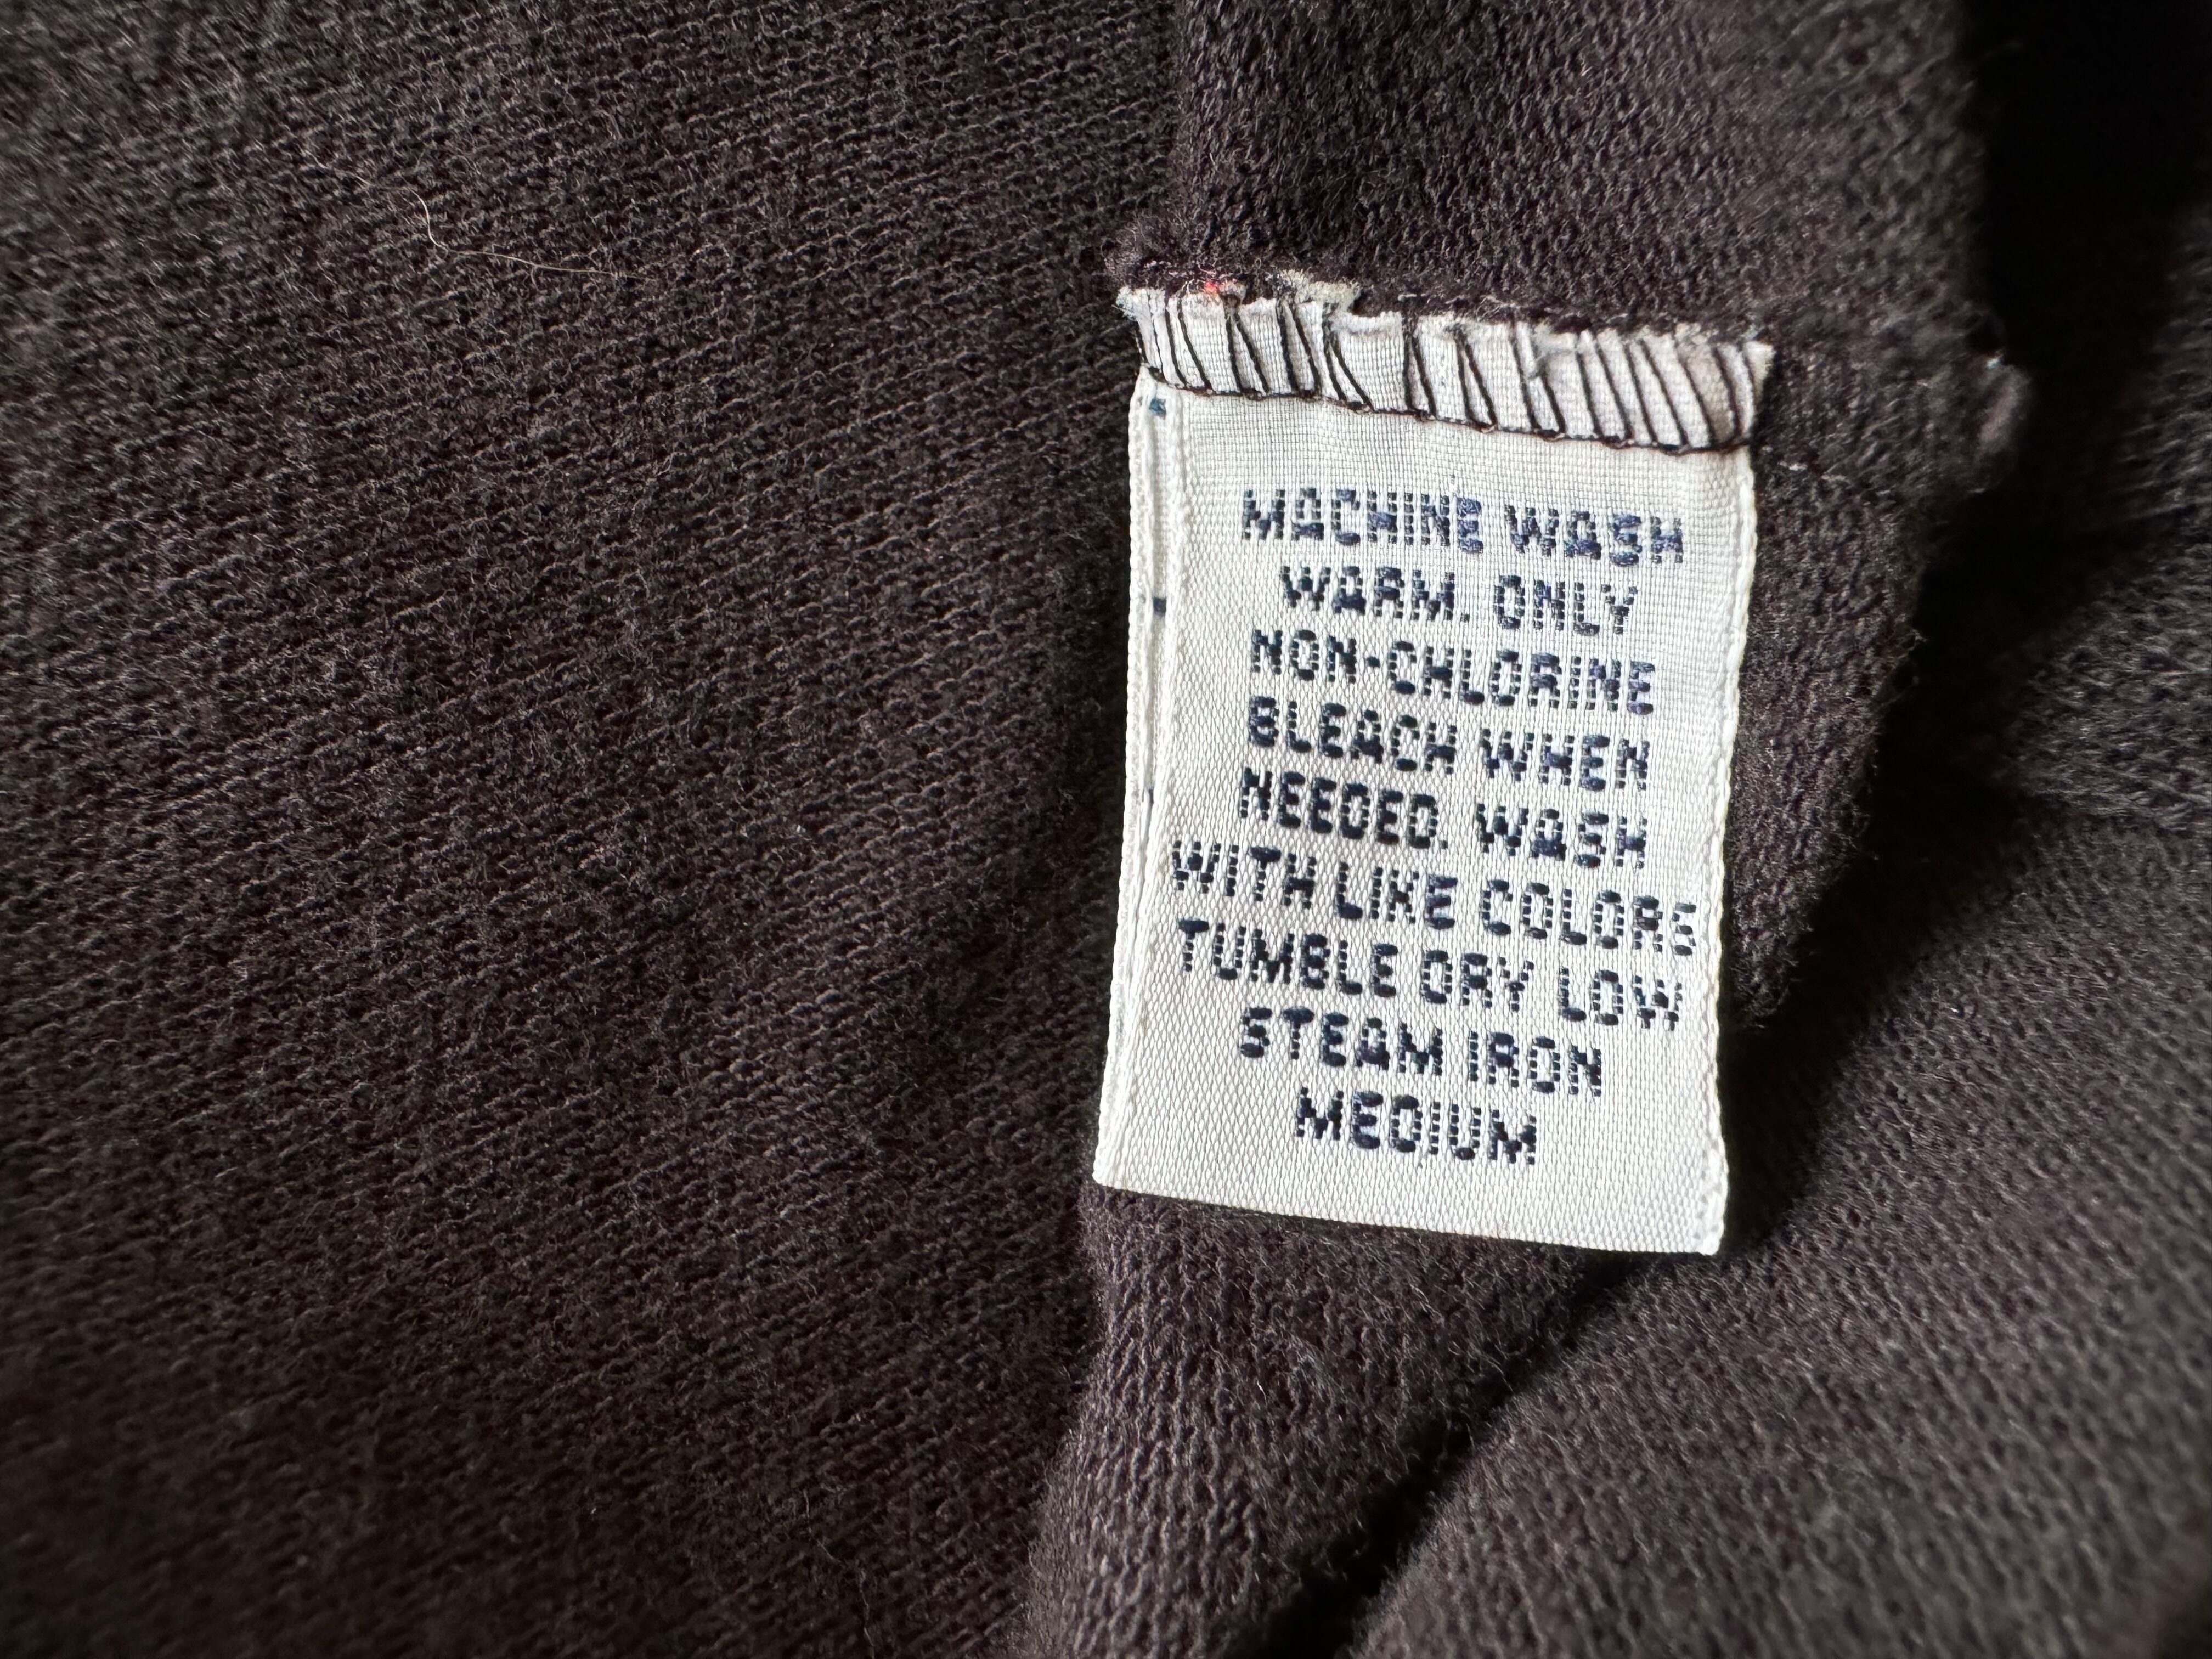 MACHINE WASH
WARM. ONLY
NON-CHLORINE
BLEACH WHEN
NEEDED. WASH
WITH LIKE COLORS
TUMBLE DRY LOW
STEAM IRON
MEDIUM